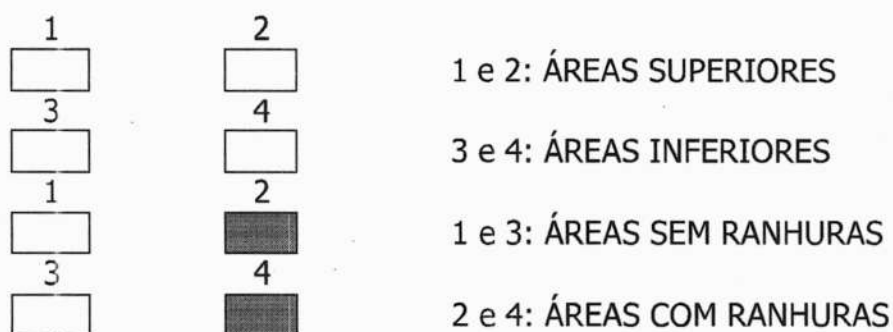 1 2
1 e 2: ÁREAS SUPERIORES
3 4
3 e 4: ÁREAS INFERIORES
1 2
1 e 3: ÁREAS SEM RANHURAS
3 4
2 e 4: ÁREAS COM RANHURAS